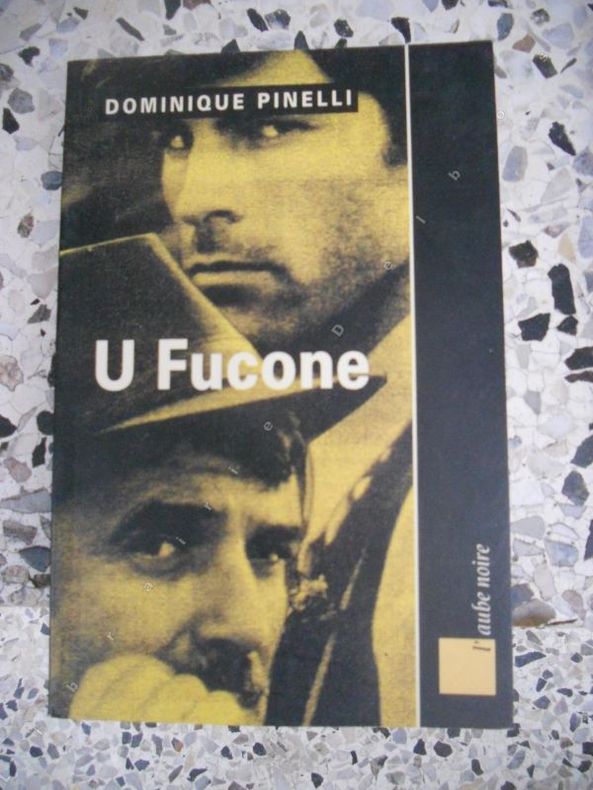 DOMINIQUE PINELLI
U Fucone
l'aube noire